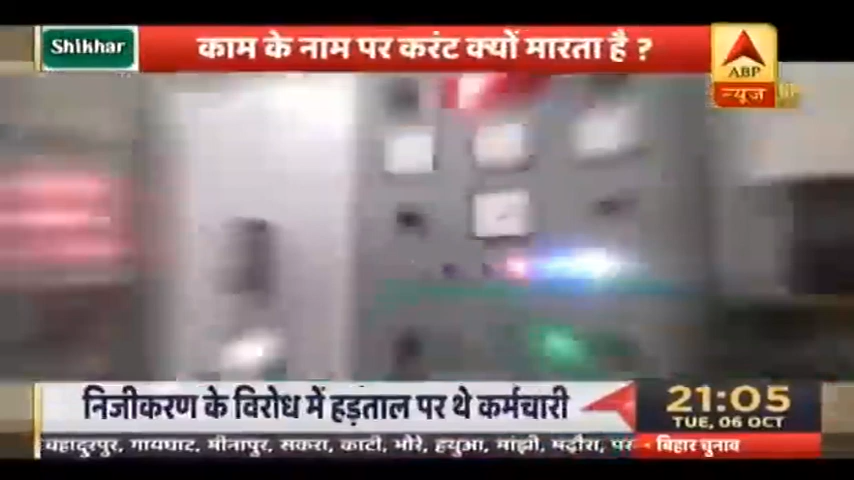 Shikhar
काम के नाम पर करंट क्यों मारता है ?
ABP
न्यूज़
निजीकरण के विरोध में हड़ताल पर थे कर्मचारी
21:05
TUE, 06 OCT
बहादुरपुर, गायघाट, मीनापुर, सकरा, कांटी, भोरे, हथुआ, मांझी, मढ़ौरा, पर
बिहार चुनाव